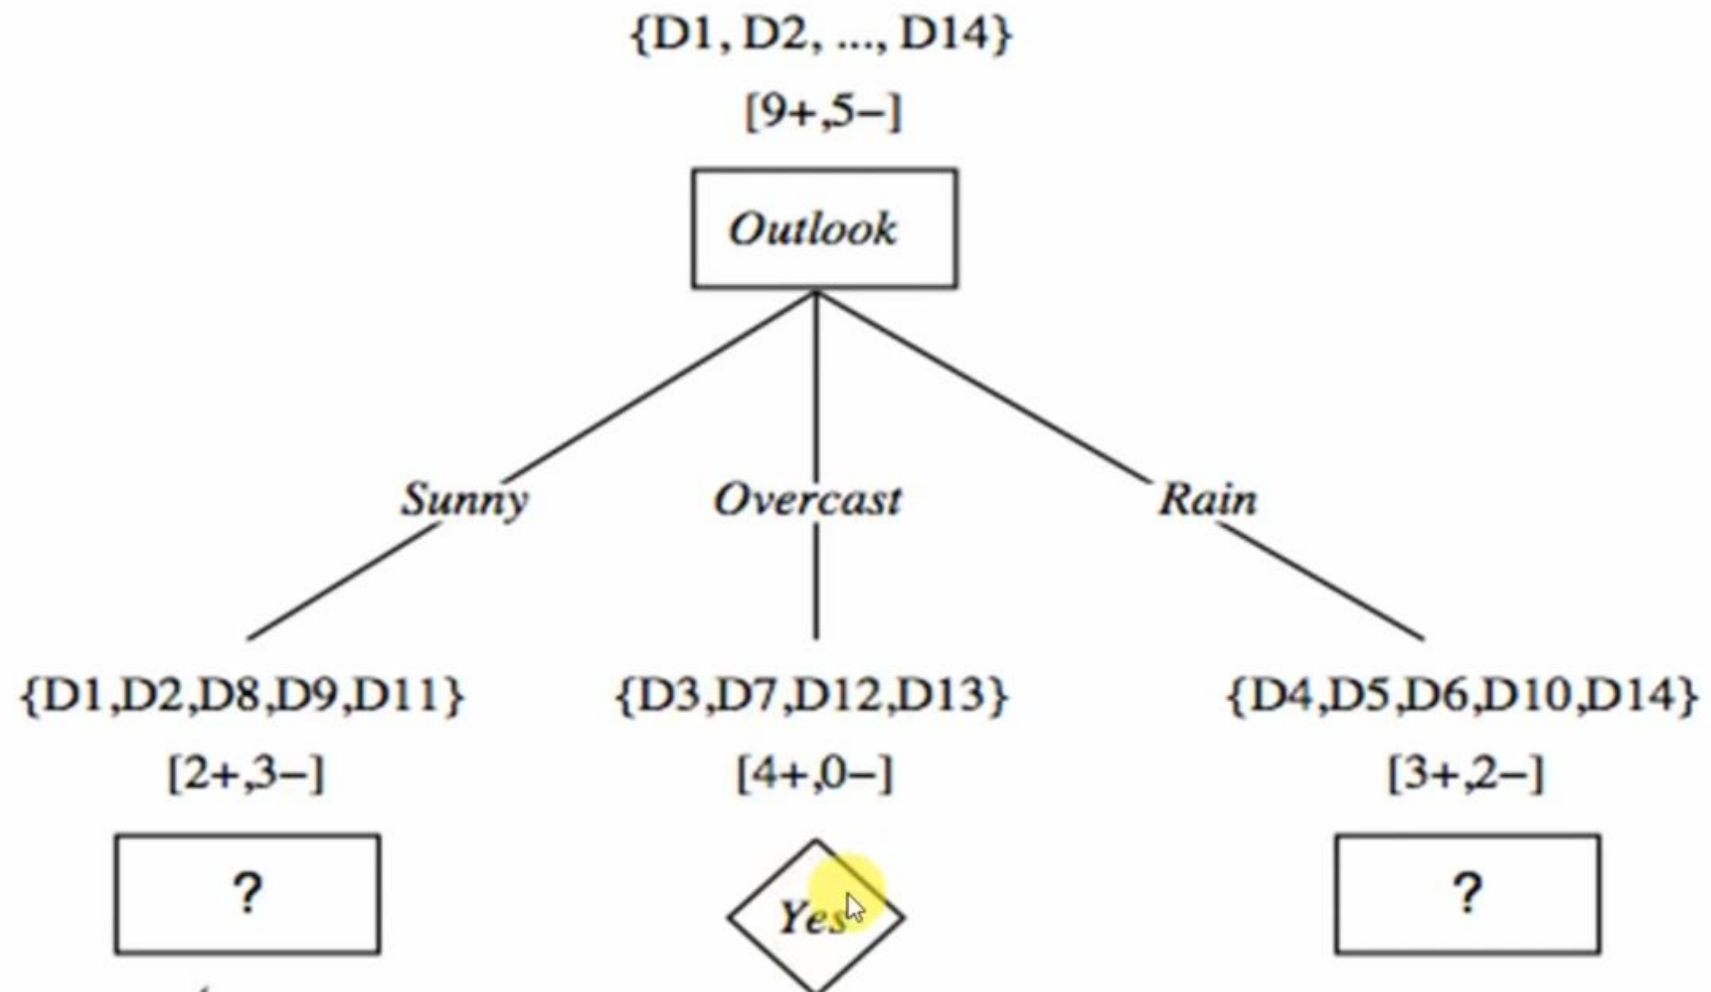 {D1, D2, ..., D14}
[9+,5−]
Outlook
Sunny Overcast Rain
{D1,D2,D8,D9,D11} {D3,D7,D12,D13} {D4,D5,D6,D10,D14}
[2+,3−] [4+,0−] [3+,2−]
? Yes ?